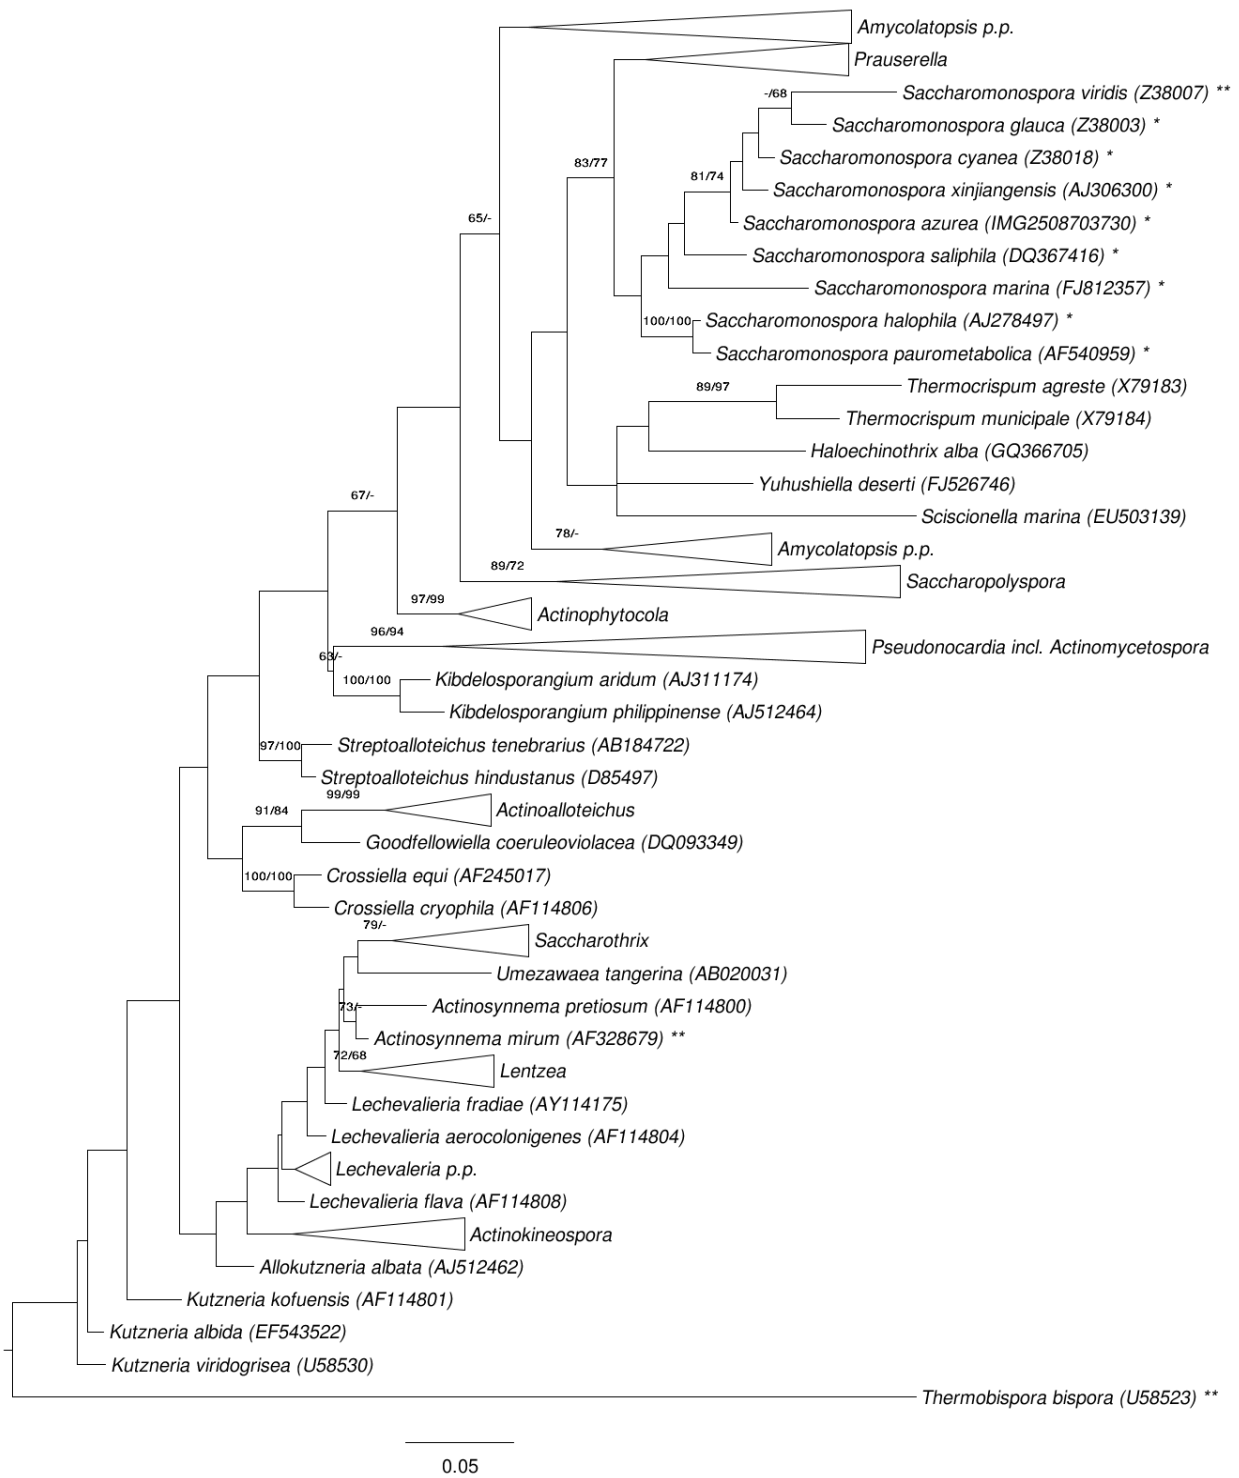 Amycolatopsis p.p.
Prauserella
-/68
Saccharomonospora viridis (Z38007) **
Saccharomonospora glauca (Z38003) *
Saccharomonospora cyanea (Z38018) *
83/77
81/74
Saccharomonospora xinjiangensis (AJ306300) *
65/-
Saccharomonospora azurea (IMG2508703730) *
Saccharomonospora saliphila (DQ367416) *
Saccharomonospora marina (FJ812357) *
100/100
Saccharomonospora halophila (AJ278497) *
Saccharomonospora paurometabolica (AF540959) *
89/97
Thermocrispum agreste (X79183)
Thermocrispum municipale (X79184)
Haloechinothrix alba (GQ366705)
67/-
Yuhushiella deserti (FJ526746)
Sciscionella marina (EU503139)
78/-
Amycolatopsis p.p.
89/72
Saccharopolyspora
97/99
Actinophytocola
96/94
Pseudonocardia incl. Actinomycetospora
63/-
100/100
Kibdelosporangium aridum (AJ311174)
Kibdelosporangium philippinense (AJ512464)
97/100
Streptoalloteichus tenebrarius (AB184722)
Streptoalloteichus hindustanus (D85497)
99/99
91/84
Actinoalloteichus
Goodfellowiella coeruleoviolacea (DQ093349)
100/100
Crossiella equi (AF245017)
Crossiella cryophila (AF114806)
79/-
Saccharothrix
Umezawaea tangerina (AB020031)
73/-
Actinosynnema pretiosum (AF114800)
Actinosynnema mirum (AF328679) **
72/68
Lentzea
Lechevalieria fradiae (AY114175)
Lechevalieria aerocolonigenes (AF114804)
Lechevaleria p.p.
Lechevalieria flava (AF114808)
Actinokineospora
Allokutzneria albata (AJ512462)
Kutzneria kofuensis (AF114801)
Kutzneria albida (EF543522)
Kutzneria viridogrisea (U58530)
Thermobispora bispora (U58523) **
0.05